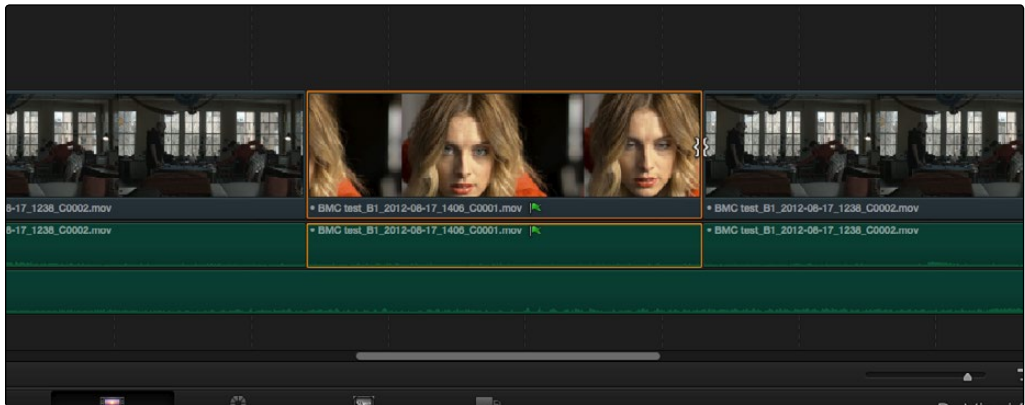 8-17_1238_C0002.mov
• BMC test_B1_2012-08-17_1406_C0001.mov
• BMC test_B1_2012-08-17_1238_C0002.mov
8-17_1238_C0002.mov
• BMC test_B1_2012-08-17_1406_C0001.mov
• BMC test_B1_2012-08-17_1238_C0002.mov